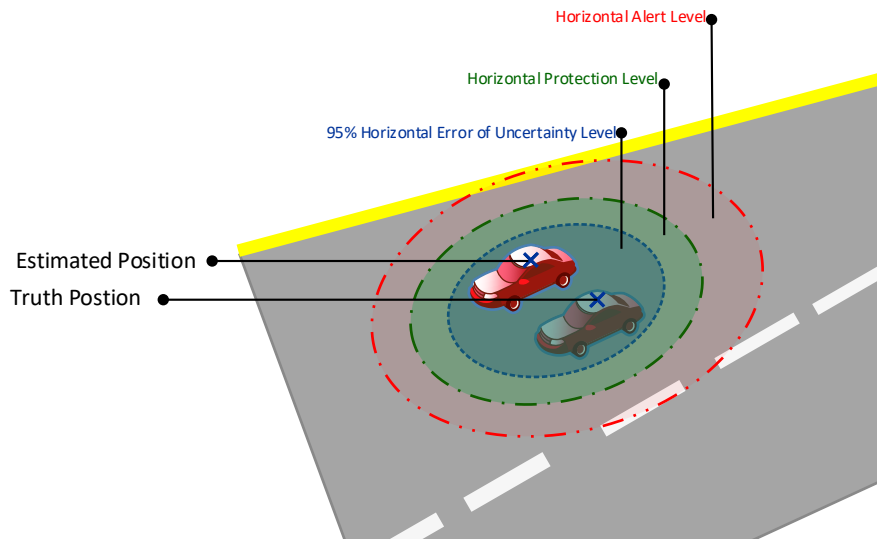 Horizontal Alert Level
Horizontal Protection Level
95% Horizontal Error of Uncertainty Level
Estimated Position
Truth Postion